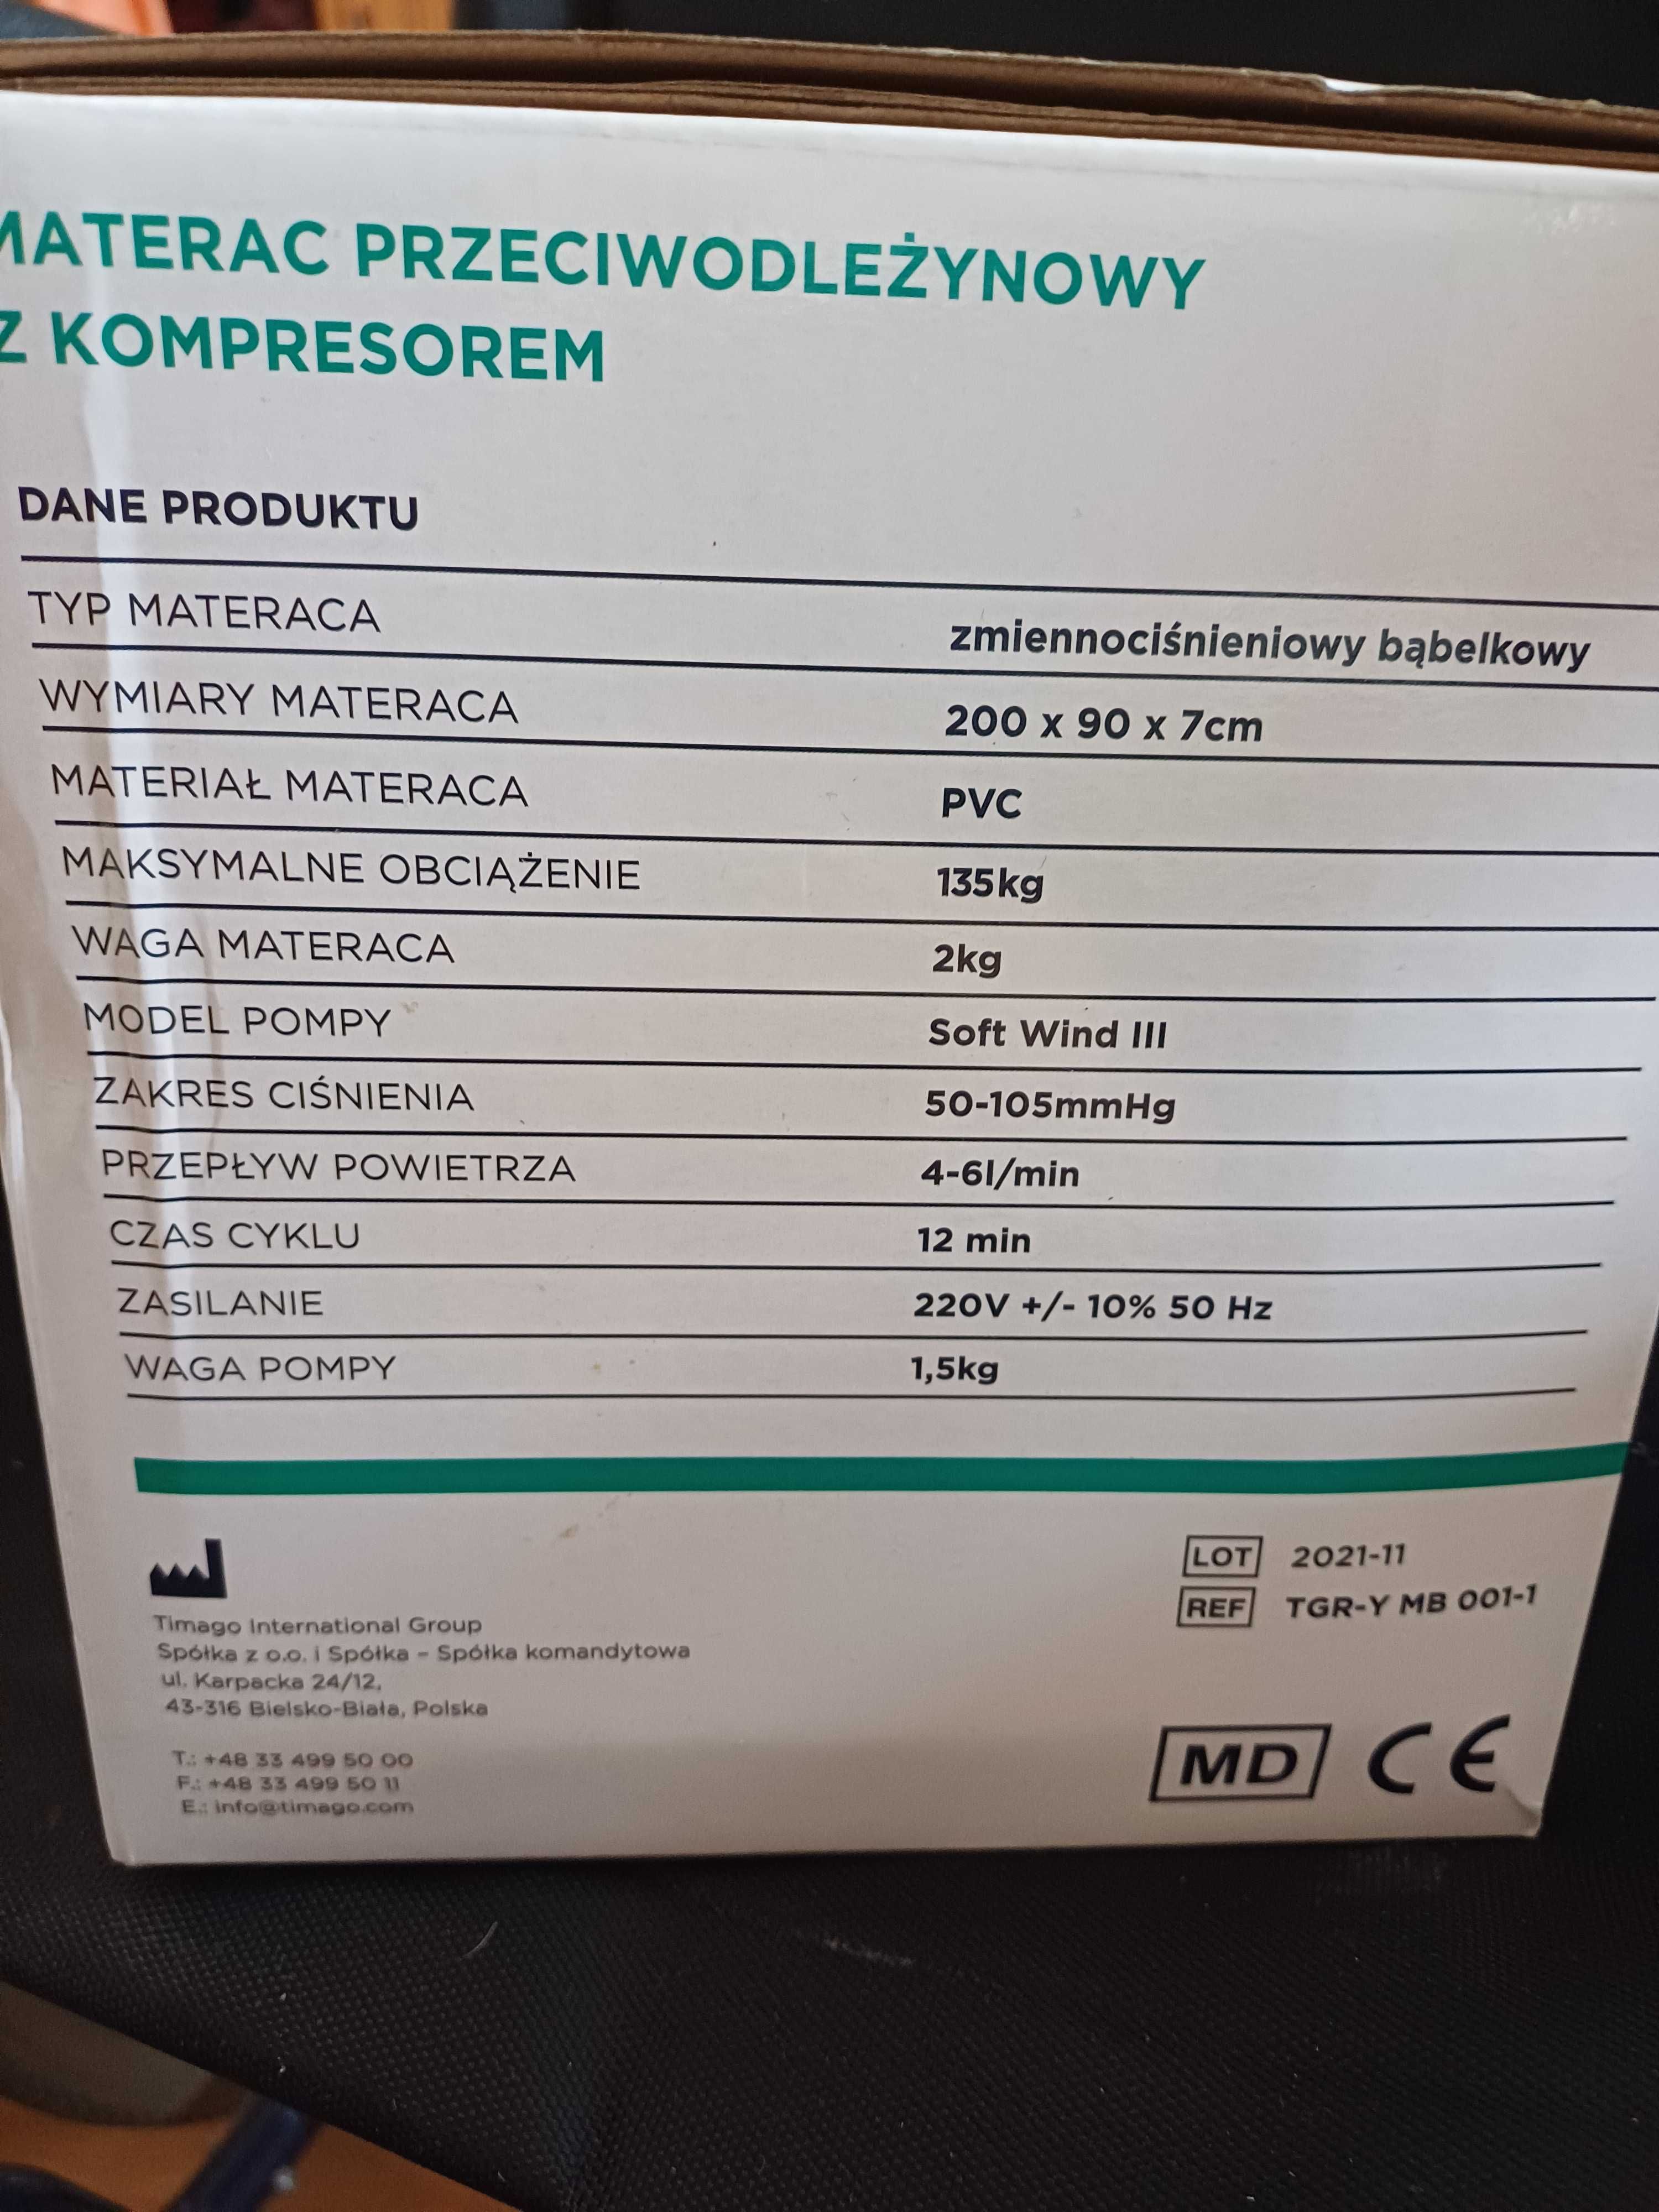 MATERAC PRZECIWODLEŻYNOWY
Z KOMPRESOREM
DANE PRODUKTU
TYP MATERACA zmiennociśnieniowy bąbelkowy
WYMIARY MATERACA 200 x 90 x 7cm
MATERIAŁ MATERACA PVC
MAKSYMALNE OBCIĄŻENIE 135kg
WAGA MATERACA 2kg
MODEL POMPY Soft Wind III
ZAKRES CIŚNIENIA 50-105mmHg
PRZEPŁYW POWIETRZA 4-6l/min
CZAS CYKLU 12 min
ZASILANIE 220V +/- 10% 50 Hz
WAGA POMPY 1,5kg
LOT 2021-11
REF TGR-Y MB 001-1
Timago International Group
Spółka z o.o. i Spółka – Spółka komandytowa
ul. Karpacka 24/12,
43-316 Bielsko-Biała, Polska
T.: +48 33 499 50 00
F.: +48 33 499 50 11
E.: info@timago.com
MD CE